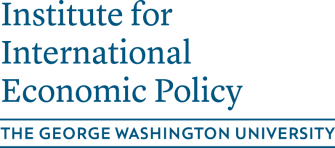 Institute for
International
Economic Policy
THE GEORGE WASHINGTON UNIVERSITY